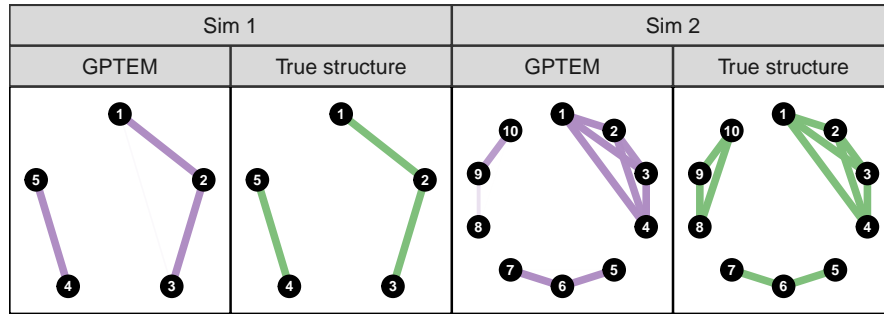 Sim 1 Sim 2
GPTEM True structure GPTEM True structure
1 1 1 1
10 2 10 2
5 2 5 2 9 3 9 3
8 4 8 4
4 3 4 3 7 6 5 7 6 5